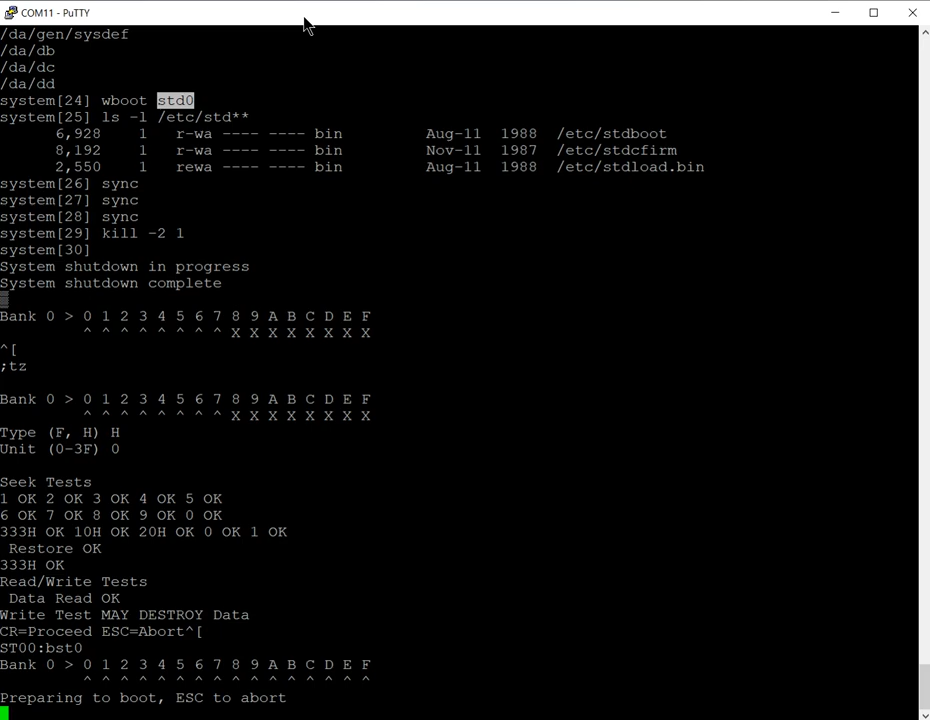 COM11 - PuTTY
/da/gen/sysdef
/da/db
/da/dc
/da/dd
system[24] wboot std0
system[25] ls -l /etc/std**
6,928 1 r-wa ---- ---- bin Aug-11 1988 /etc/stdboot
8,192 1 r-wa ---- ---- bin Nov-11 1987 /etc/stdcfirm
2,550 1 rewa ---- ---- bin Aug-11 1988 /etc/stdload.bin
system[26] sync
system[27] sync
system[28] sync
system[29] kill -2 1
system[30]
System shutdown in progress
System shutdown complete
Bank 0 > 0 1 2 3 4 5 6 7 8 9 A B C D E F
^ ^ ^ ^ ^ ^ ^ ^ X X X X X X X X
^[
;tz
Bank 0 > 0 1 2 3 4 5 6 7 8 9 A B C D E F
^ ^ ^ ^ ^ ^ ^ ^ X X X X X X X X
Type (F, H) H
Unit (0-3F) 0
Seek Tests
1 OK 2 OK 3 OK 4 OK 5 OK
6 OK 7 OK 8 OK 9 OK 0 OK
333H OK 10H OK 20H OK 0 OK 1 OK
Restore OK
333H OK
Read/Write Tests
Data Read OK
Write Test MAY DESTROY Data
CR=Proceed ESC=Abort^[
ST00:bst0
Bank 0 > 0 1 2 3 4 5 6 7 8 9 A B C D E F
^ ^ ^ ^ ^ ^ ^ ^ ^ ^ ^ ^ ^ ^ ^ ^
Preparing to boot, ESC to abort